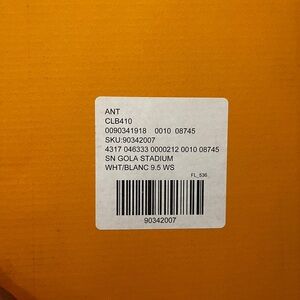 ANT
CLB410
0090341918 0010 08745
SKU:90342007
4317 046333 0000212 0010 08745
SN GOLA STADIUM
WHT/BLANC 9.5 WS
FL_536
90342007